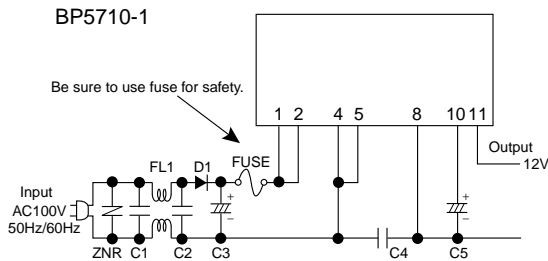 BP5710-1
Be sure to use fuse for safety.
1 2 4 5 8 10 11
Output
12V
FL1 D1 FUSE
Input
AC100V
50Hz/60Hz
+
−
+
−
ZNR C1 C2 C3 C4 C5